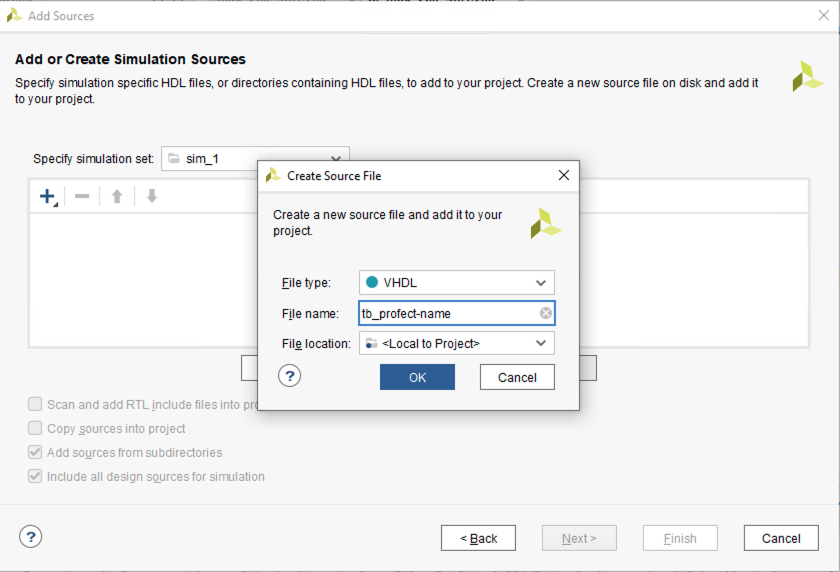 Add Sources
Add or Create Simulation Sources
Specify simulation specific HDL files, or directories containing HDL files, to add to your project. Create a new source file on disk and add it
to your project.
Specify simulation set: sim_1
Create Source File
Create a new source file and add it to your
project.
File type: VHDL
File name: tb_profect-name
File location: <Local to Project>
? OK Cancel
Scan and add RTL include files into pro
Copy sources into project
Add sources from subdirectories
Include all design sources for simulation
? < Back Next > Finish Cancel